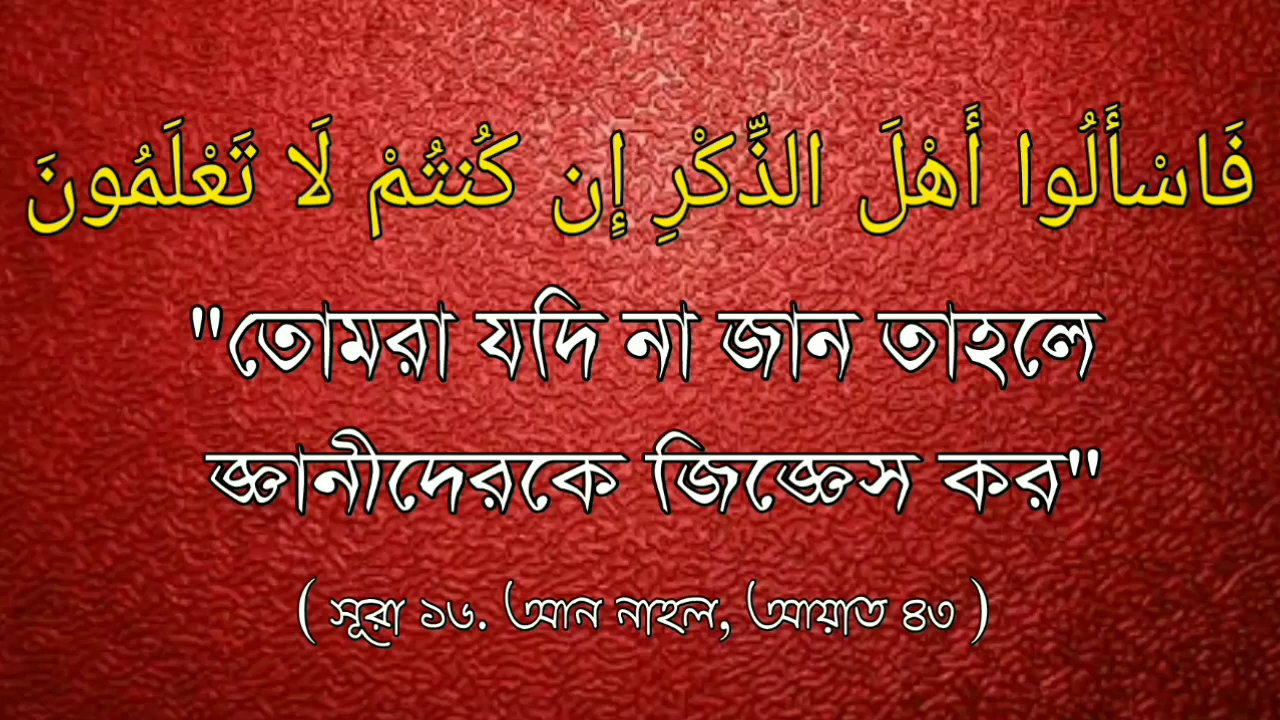 فَاسْأَلُوا أَهْلَ الذِّكْرِ إِن كُنتُمْ لَا تَعْلَمُونَ
"তোমরা যদি না জান তাহলে
জ্ঞানীদেরকে জিজ্ঞেস কর"
( সূরা ১৬. আন নাহল, আয়াত ৪৩ )